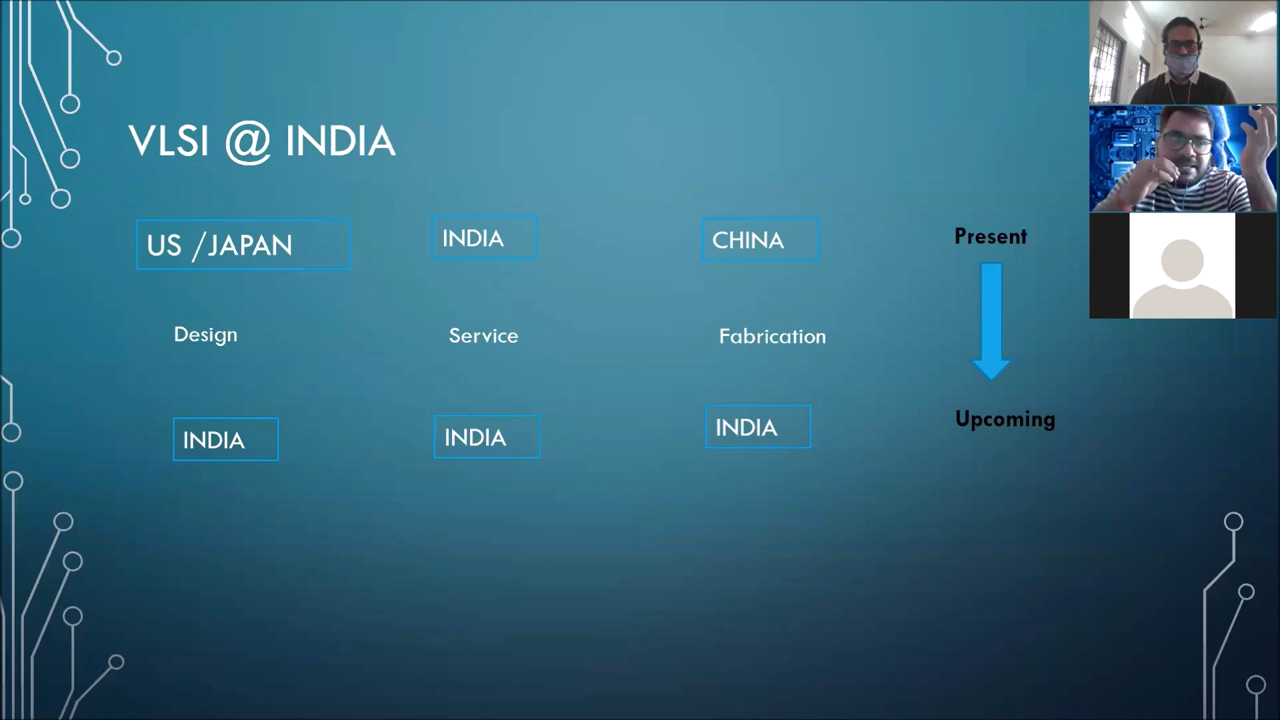 VLSI @ INDIA
US /JAPAN
INDIA
CHINA
Present
Design
Service
Fabrication
INDIA
INDIA
INDIA
Upcoming